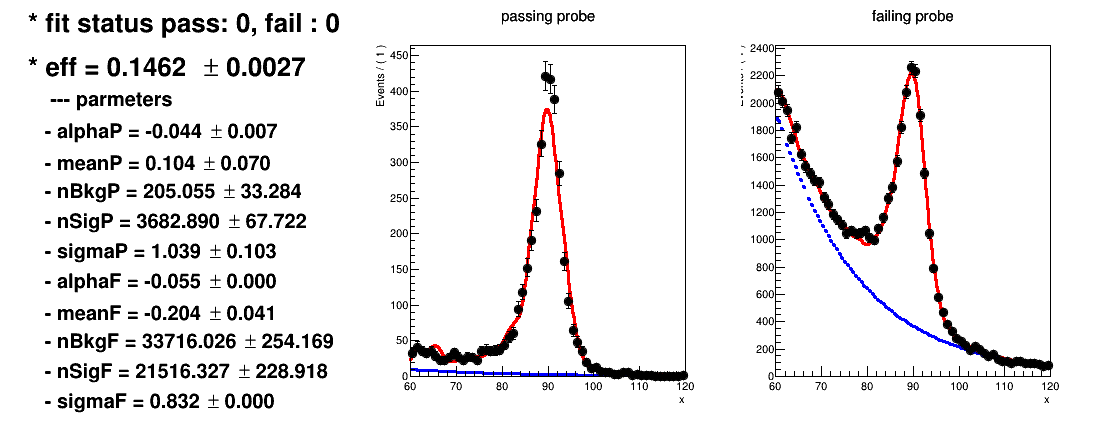 * fit status pass: 0, fail : 0
* eff = 0.1462 ± 0.0027
--- parmeters
- alphaP = -0.044 ± 0.007
- meanP = 0.104 ± 0.070
- nBkgP = 205.055 ± 33.284
- nSigP = 3682.890 ± 67.722
- sigmaP = 1.039 ± 0.103
- alphaF = -0.055 ± 0.000
- meanF = -0.204 ± 0.041
- nBkgF = 33716.026 ± 254.169
- nSigF = 21516.327 ± 228.918
- sigmaF = 0.832 ± 0.000
passing probe
Events / ( 1 )
450
400
350
300
250
200
150
100
50
0
60 70 80 90 100 110 120
x
failing probe
Events / ( 1 )
2400
2200
2000
1800
1600
1400
1200
1000
800
600
400
200
0
60 70 80 90 100 110 120
x